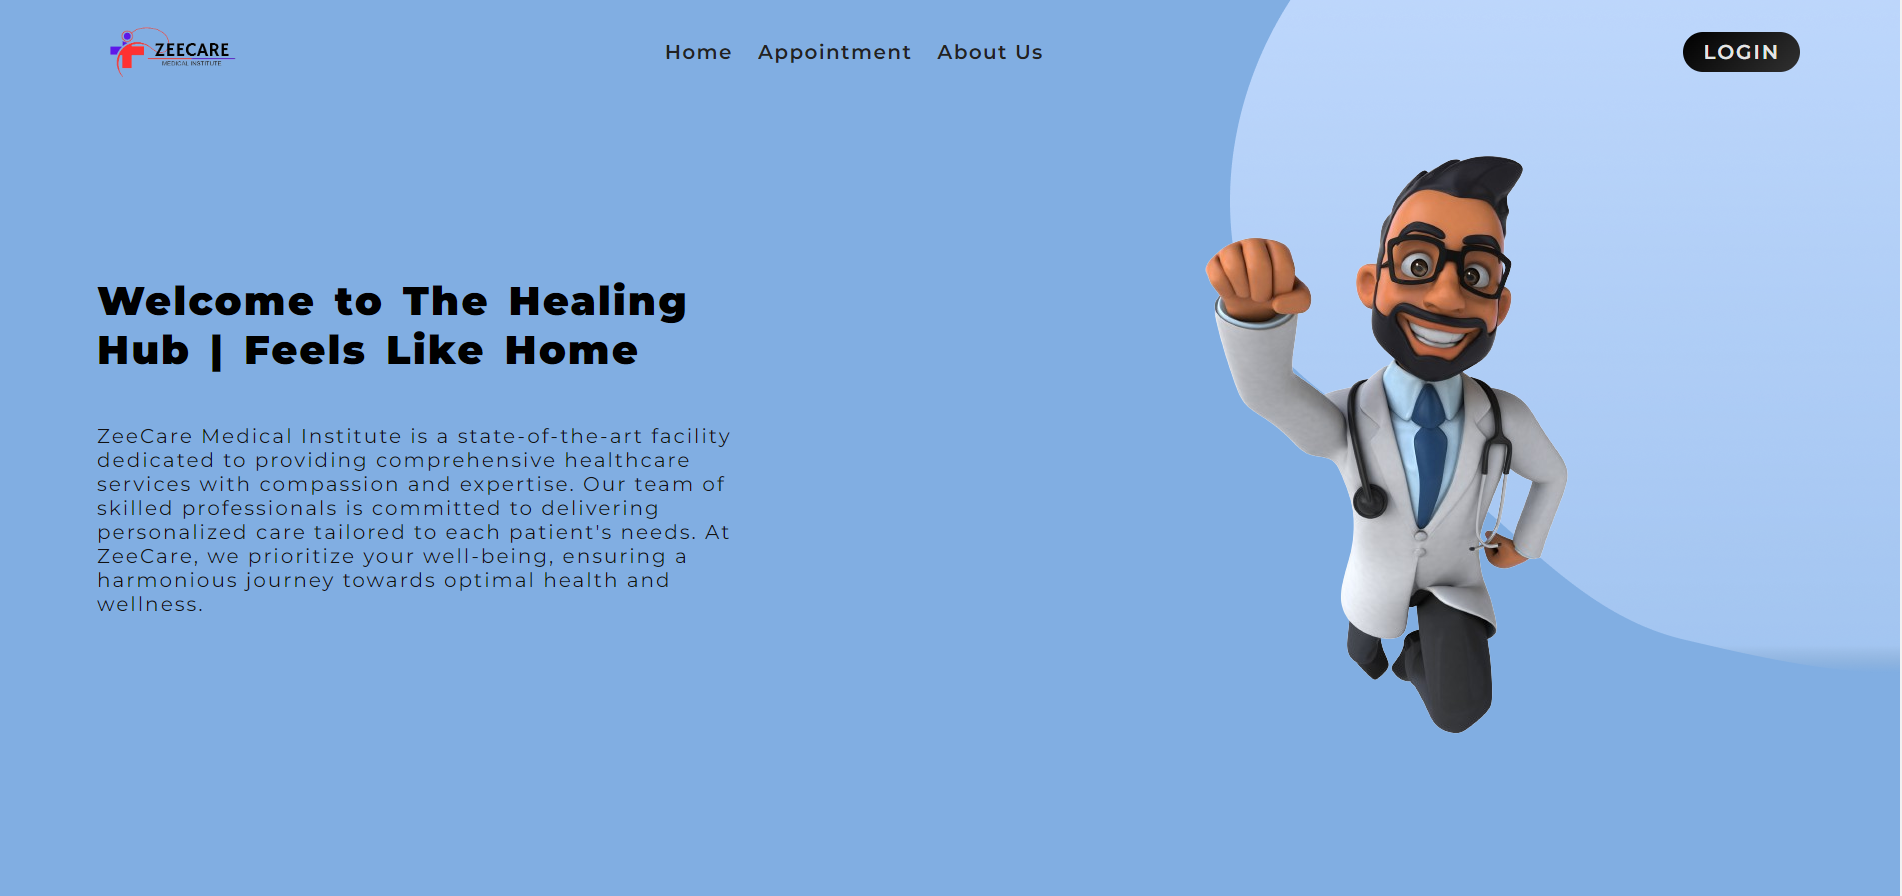 ZEECARE
MEDICAL INSTITUTE
Home Appointment About Us
LOGIN
Welcome to The Healing
Hub | Feels Like Home
ZeeCare Medical Institute is a state-of-the-art facility
dedicated to providing comprehensive healthcare
services with compassion and expertise. Our team of
skilled professionals is committed to delivering
personalized care tailored to each patient's needs. At
ZeeCare, we prioritize your well-being, ensuring a
harmonious journey towards optimal health and
wellness.